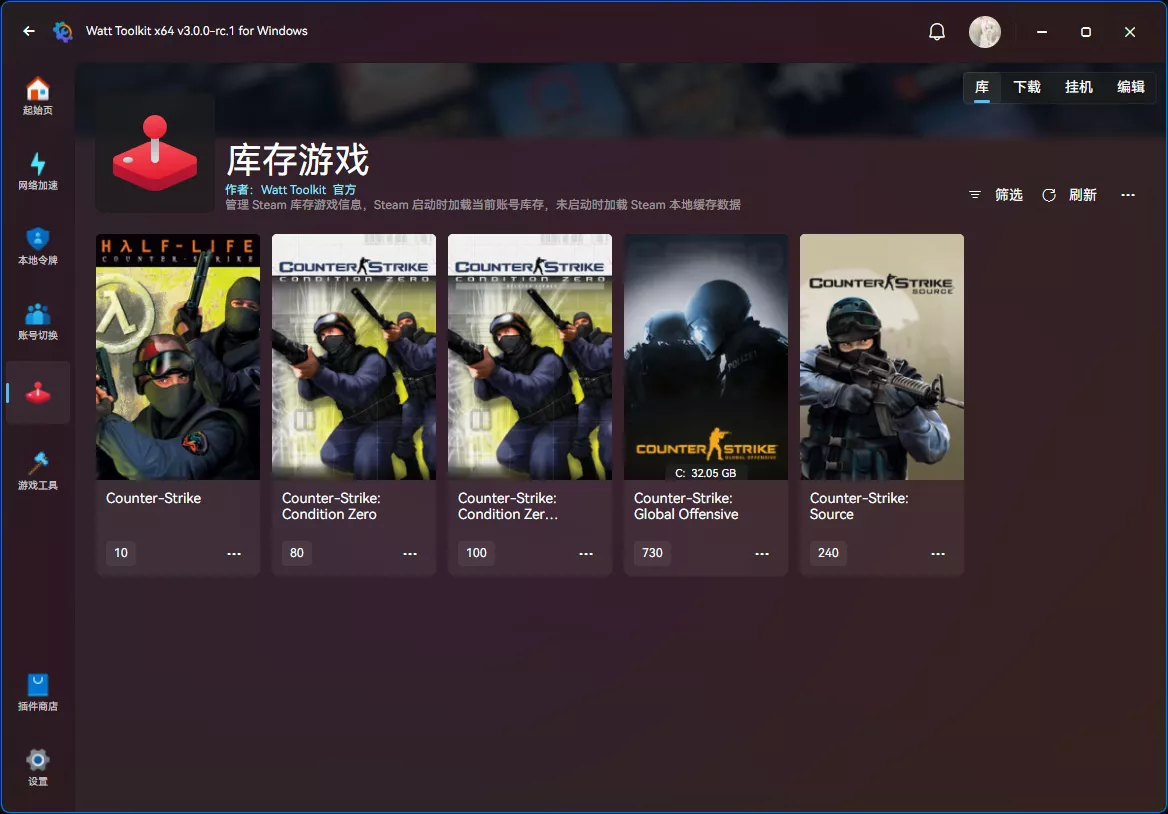 Watt Toolkit x64 v3.0.0-rc.1 for Windows
起始页
网络加速
本地令牌
账号切换
游戏工具
插件商店
设置
库 下载 挂机 编辑
库存游戏
作者: Watt Toolkit 官方
管理 Steam 库存游戏信息，Steam 启动时加载当前账号库存，未启动时加载 Steam 本地缓存数据
筛选 刷新 ...
HALF-LIFE
COUNTER-STRIKE
COUNTER STRIKE
CONDITION ZERO
COUNTER STRIKE
CONDITION ZERO
POLIZEI
COUNTER STRIKE
GLOBAL OFFENSIVE
C: 32.05 GB
COUNTER STRIKE
SOURCE
Counter-Strike
10 ...
Counter-Strike:
Condition Zero
80 ...
Counter-Strike:
Condition Zer...
100 ...
Counter-Strike:
Global Offensive
730 ...
Counter-Strike:
Source
240 ...